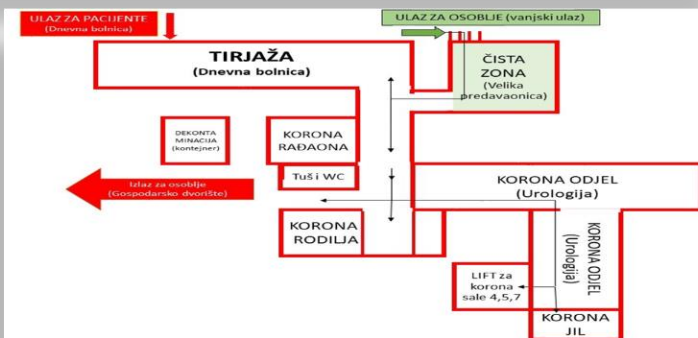 ULAZ ZA PACIJENTE
(Dnevna bolnica)
ULAZ ZA OSOBLJE (vanjski ulaz)
TIRJAŽA
(Dnevna bolnica)
ČISTA
ZONA
(Velika
predavaonica)
DEKONTA
MINACIJA
(kontejner)
KORONA
RAĐAONA
Tuš i WC
Izlaz za osoblje
(Gospodarsko dvorište)
KORONA ODJEL
(Urologija)
KORONA
RODILJA
KORONA ODJEL
(Urologija)
LIFT za
korona
sale 4,5,7
KORONA
JIL